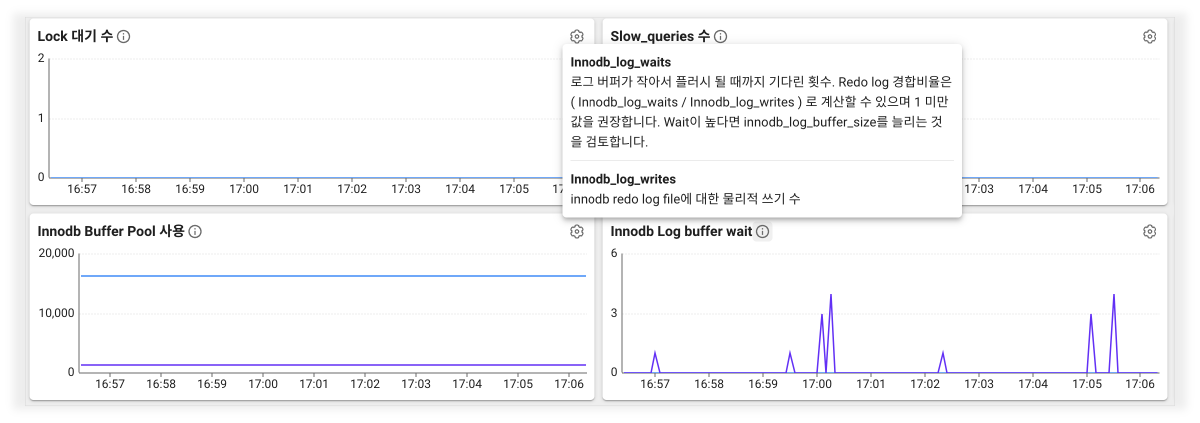 Lock 대기 수
2
1
0
16:57 16:58 16:59 17:00 17:01 17:02 17:03 17:04 17:05
Slow_queries 수
Innodb_log_waits
로그 버퍼가 작아서 플러시 될 때까지 기다린 횟수. Redo log 경합비율은
( Innodb_log_waits / Innodb_log_writes ) 로 계산할 수 있으며 1 미만
값을 권장합니다. Wait이 높다면 innodb_log_buffer_size를 늘리는 것
을 검토합니다.
Innodb_log_writes
innodb redo log file에 대한 물리적 쓰기 수
17:03 17:04 17:05 17:06
Innodb Buffer Pool 사용
20,000
10,000
0
16:57 16:58 16:59 17:00 17:01 17:02 17:03 17:04 17:05 17:06
Innodb Log buffer wait
6
3
0
16:57 16:58 16:59 17:00 17:01 17:02 17:03 17:04 17:05 17:06